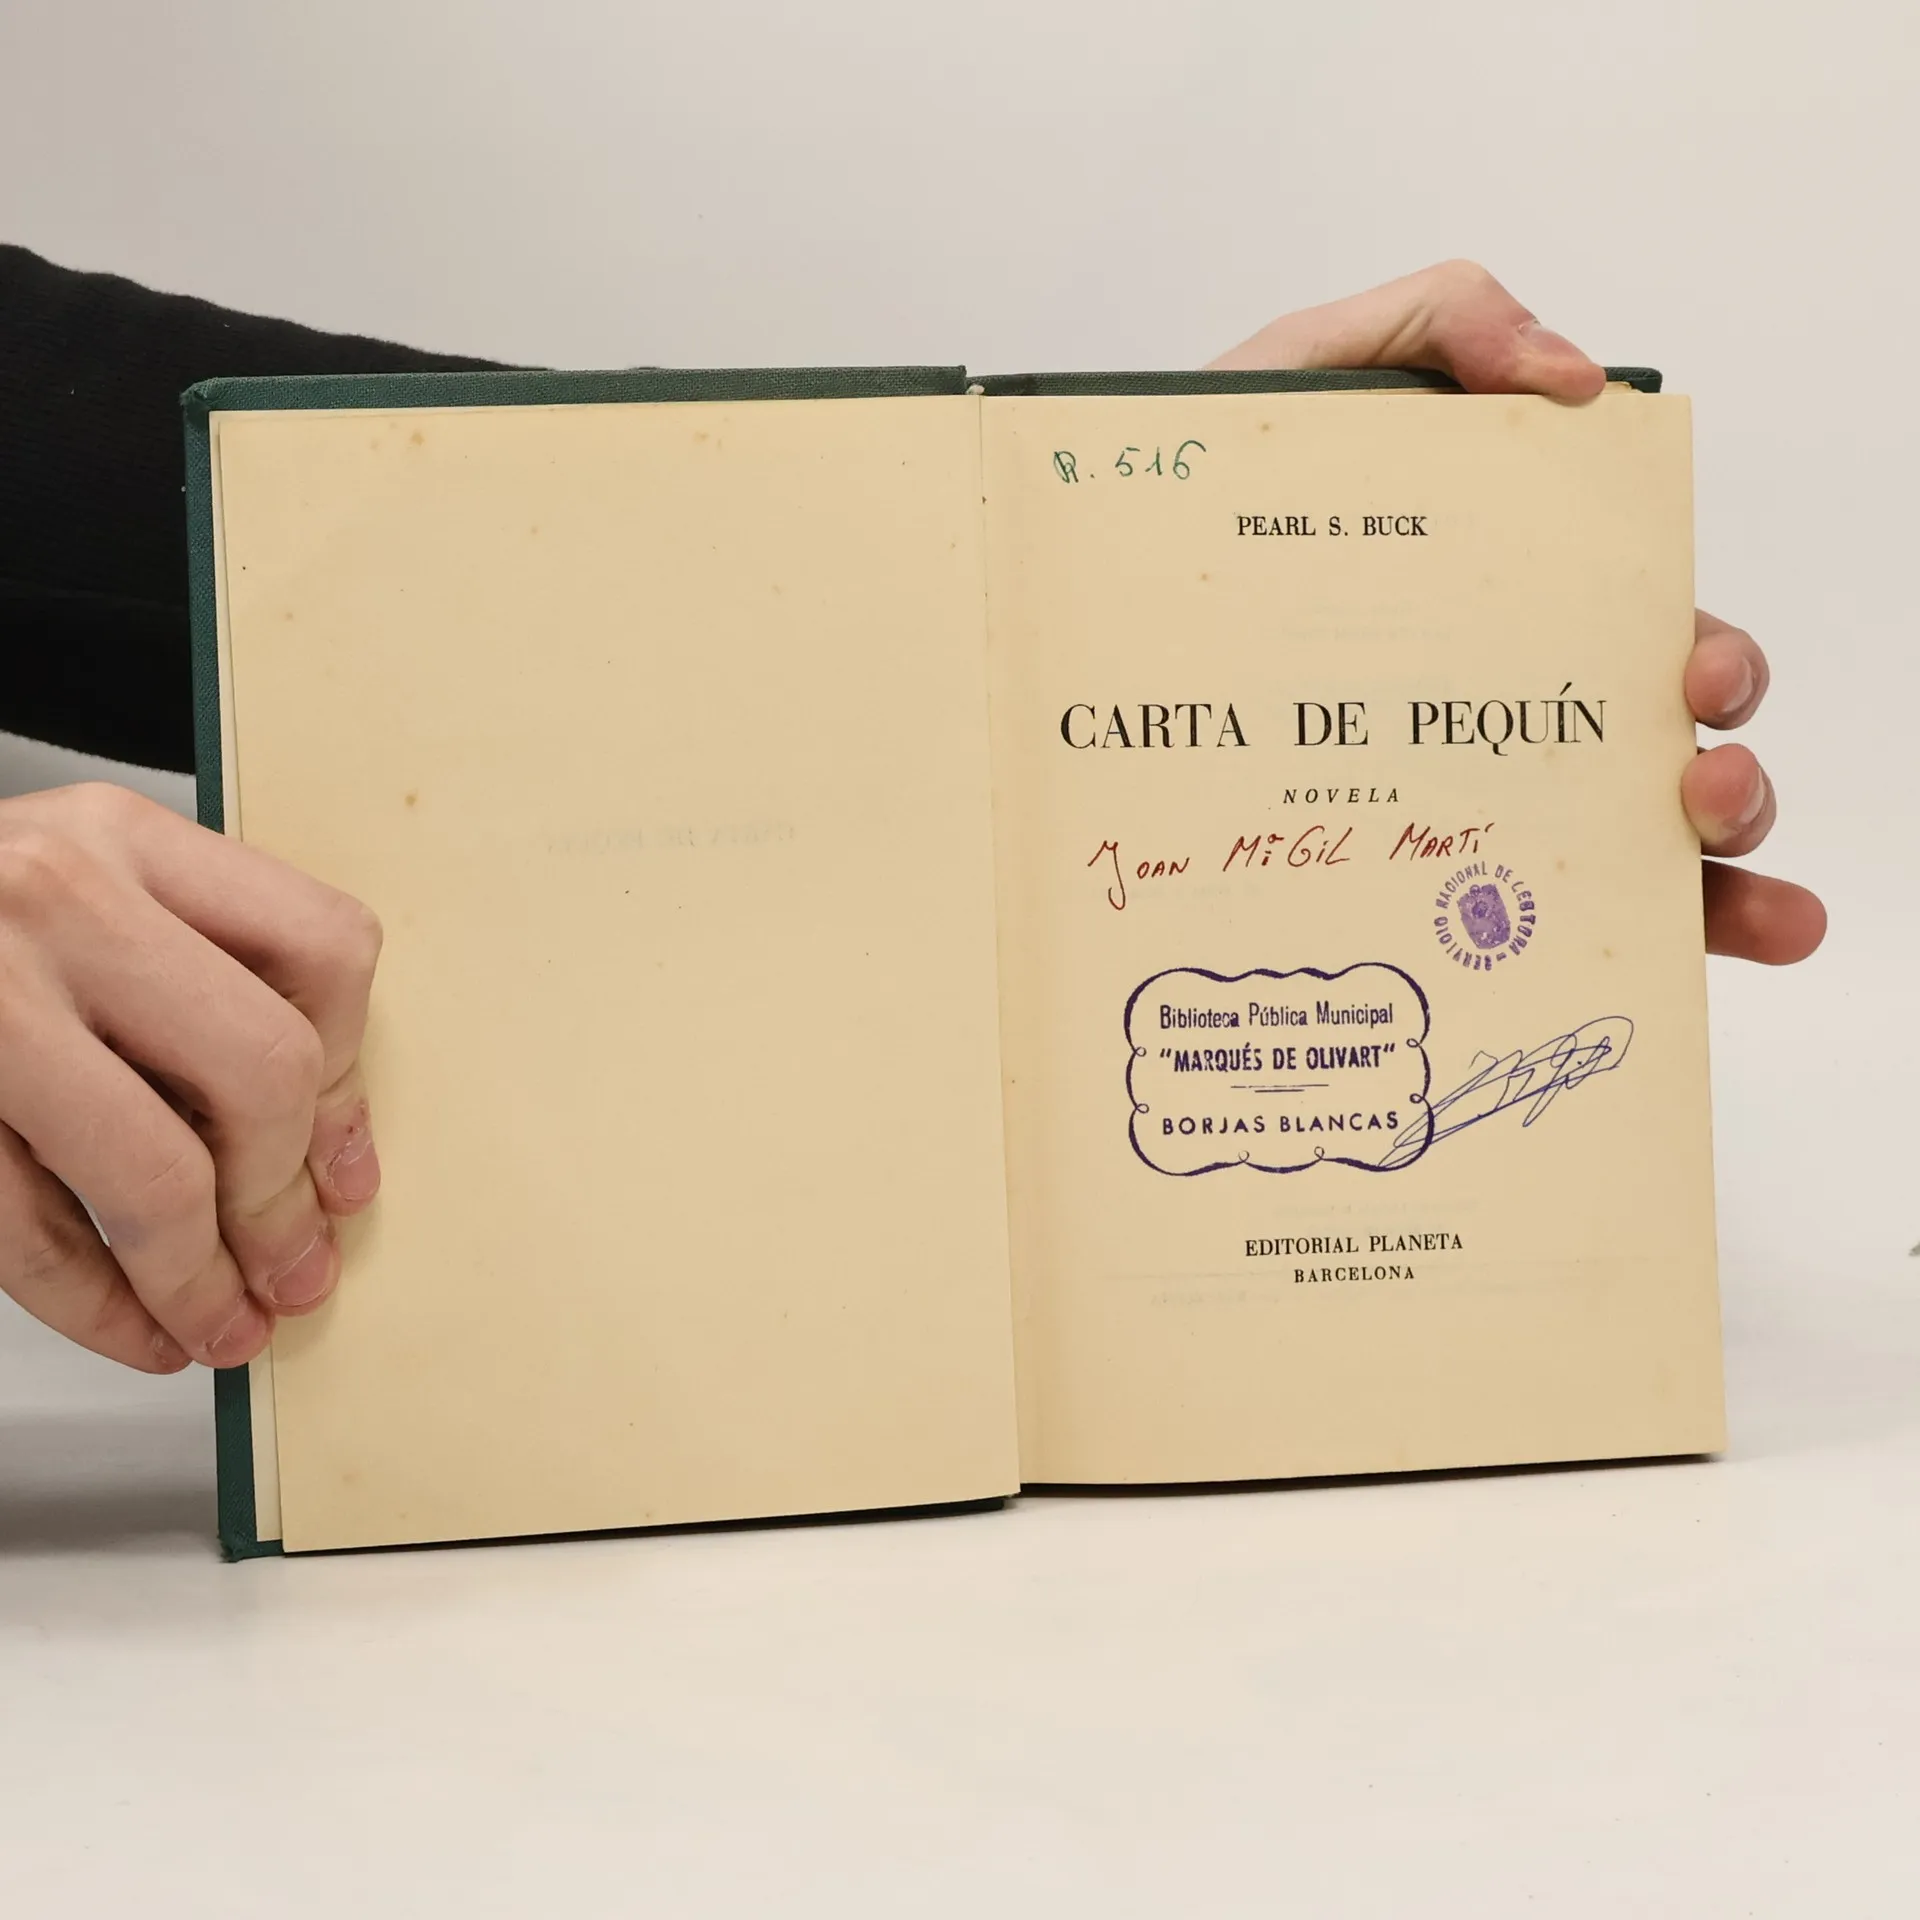 R. 516
PEARL S. BUCK
CARTA DE PEQUÍN
NOVELA
JOAN Mª GIL MARTÍ
SERVICIO NACIONAL DE LECTURA
Biblioteca Pública Municipal
"MARQUÉS DE OLIVART"
BORJAS BLANCAS
EDITORIAL PLANETA
BARCELONA